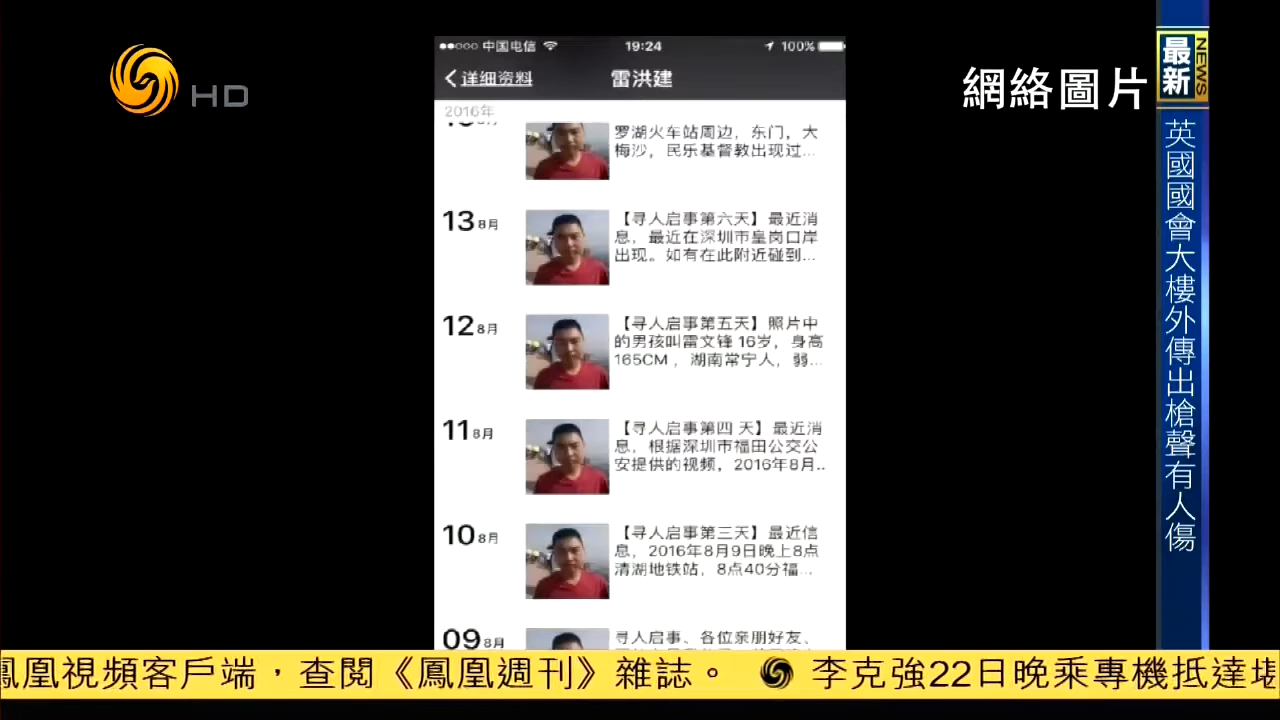 HD
網絡圖片
中国电信
19:24
100%
详细资料
雷洪建
2016年
罗湖火车站周边，东门，大
梅沙，民乐基督教出现过...
13 8月
【寻人启事第六天】最近消
息，最近在深圳市皇岗口岸
出现。如有在此附近碰到...
12 8月
【寻人启事第五天】照片中
的男孩叫雷文锋 16岁，身高
165CM ，湖南常宁人，弱...
11 8月
【寻人启事第四 天】最近消
息，根据深圳市福田公交公
安提供的视频，2016年8月..
10 8月
【寻人启事第三天】最近信
息，2016年8月9日晚上8点
清湖地铁站，8点40分福...
09 8月
寻人启事、各位亲朋好友、
最新
NEWS
英國國會大樓外傳出槍聲有人傷
鳳凰視頻客戶端，查閱《鳳凰週刊》雜誌。
李克強22日晚乘專機抵達堪